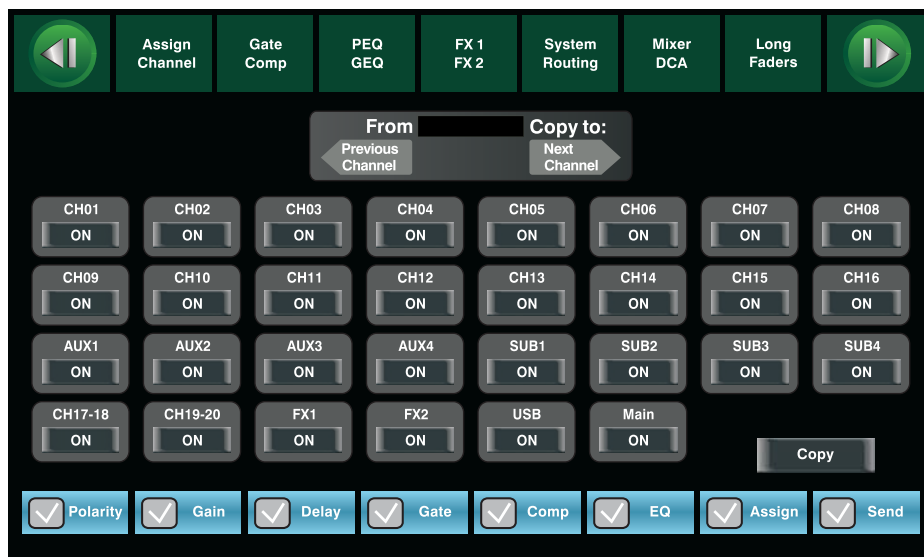 Assign Channel
Gate Comp
PEQ GEQ
FX 1 FX 2
System Routing
Mixer DCA
Long Faders
From Copy to:
Previous Channel
Next Channel
CH01 CH02 CH03 CH04 CH05 CH06 CH07 CH08
ON ON ON ON ON ON ON ON
CH09 CH10 CH11 CH12 CH13 CH14 CH15 CH16
ON ON ON ON ON ON ON ON
AUX1 AUX2 AUX3 AUX4 SUB1 SUB2 SUB3 SUB4
ON ON ON ON ON ON ON ON
CH17-18 CH19-20 FX1 FX2 USB Main
ON ON ON ON ON ON
Copy
Polarity Gain Delay Gate Comp EQ Assign Send